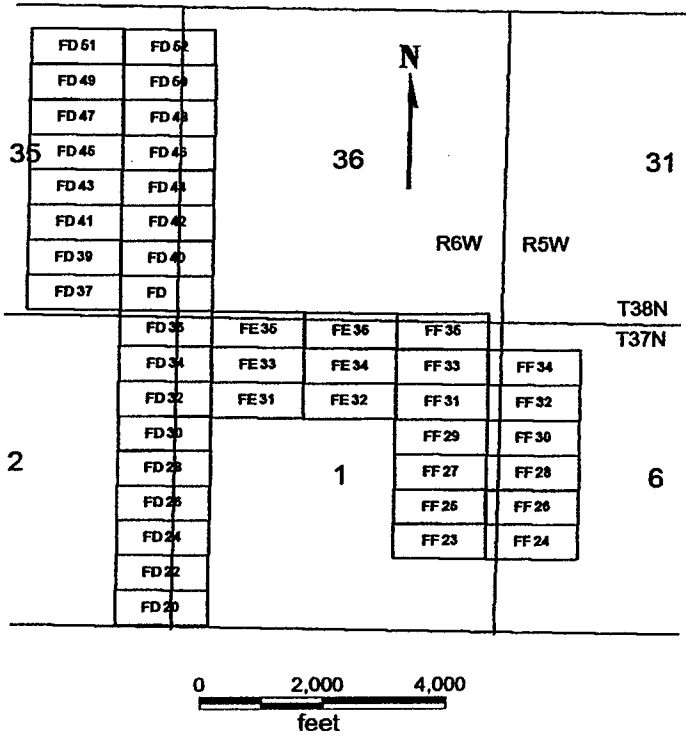 FD 51 FD 52
N
FD 49 FD 50
FD 47 FD 48
35 FD 45 FD 46 36 31
FD 43 FD 44
FD 41 FD 42
R6W R5W
FD 39 FD 40
FD 37 FD
T38N
FD 36 FE 35 FE 36 FF 35
T37N
FD 34 FE 33 FE 34 FF 33 FF 34
FD 32 FE 31 FE 32 FF 31 FF 32
FD 30 FF 29 FF 30
2 FD 28 1 FF 27 FF 28 6
FD 26 FF 25 FF 26
FD 24 FF 23 FF 24
FD 22
FD 20
0 2,000 4,000
feet